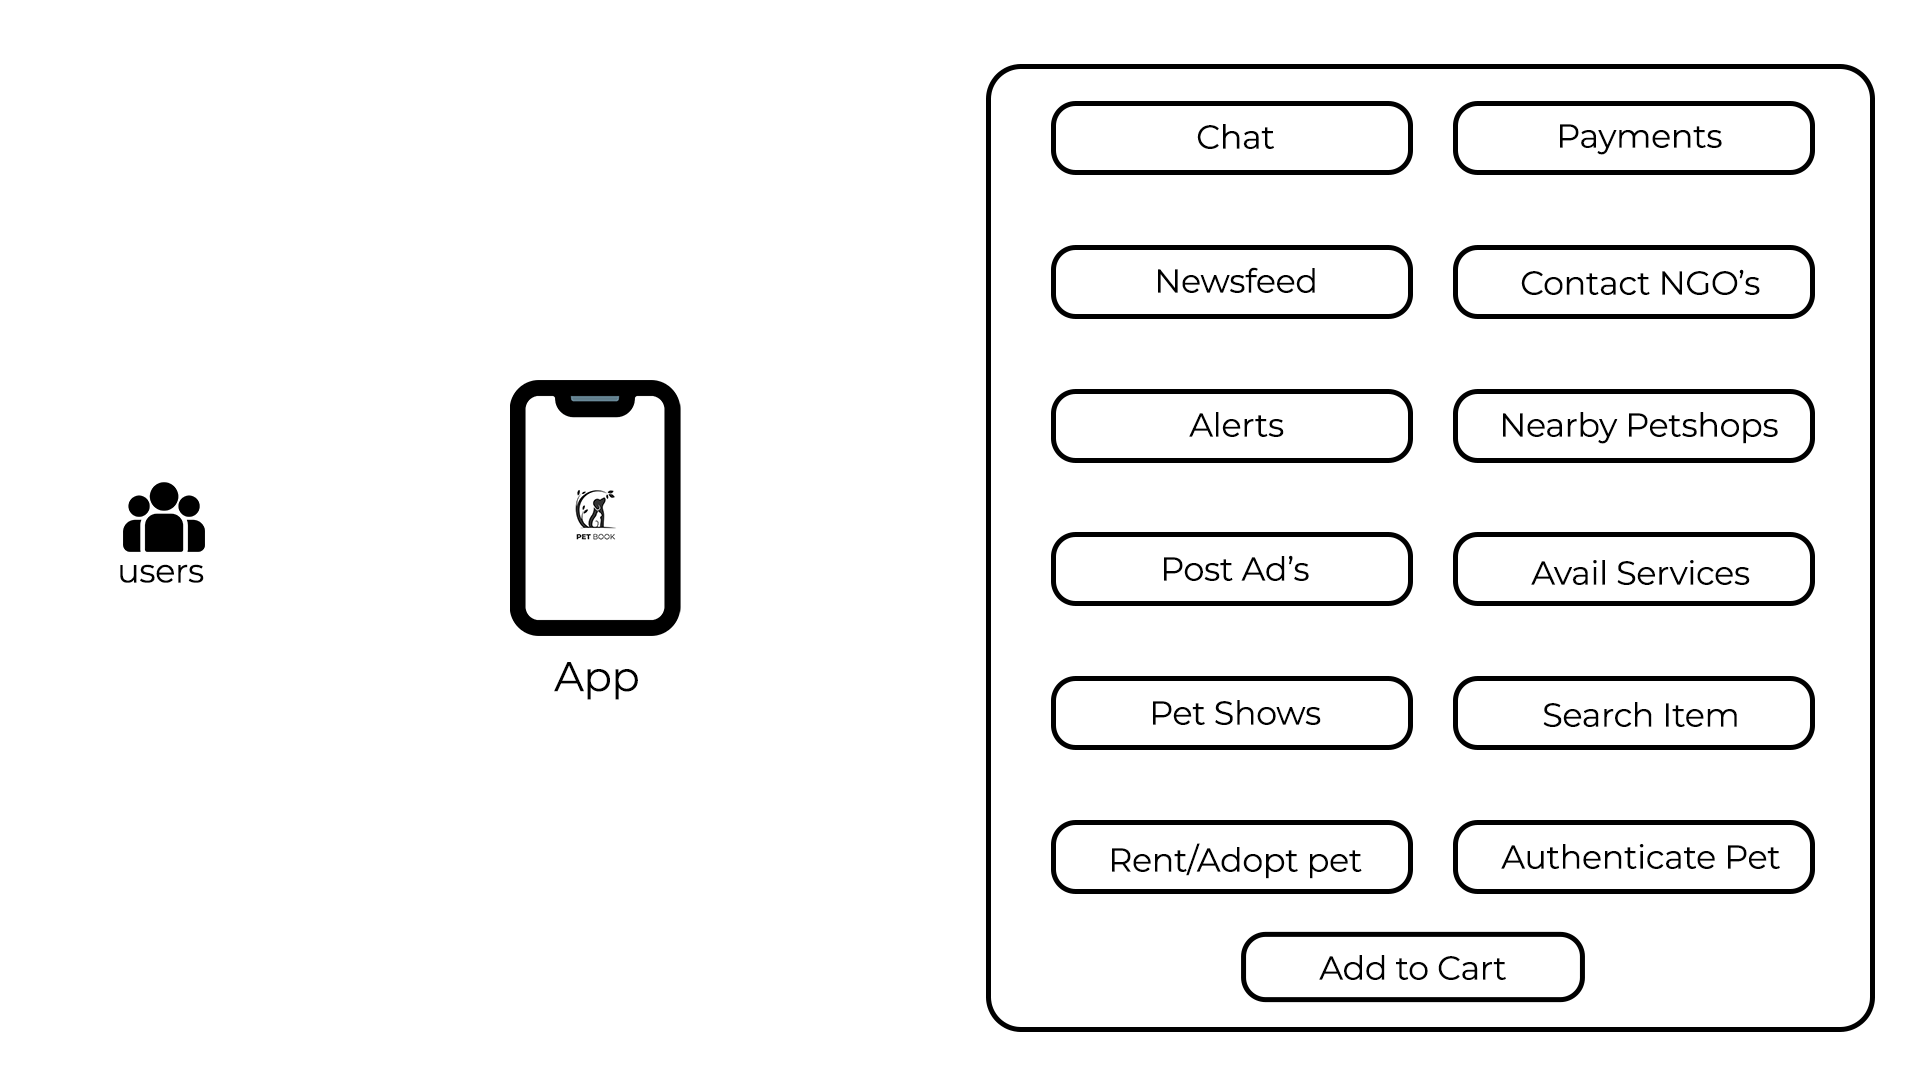 users
PET BOOK
App
Chat
Payments
Newsfeed
Contact NGO’s
Alerts
Nearby Petshops
Post Ad’s
Avail Services
Pet Shows
Search Item
Rent/Adopt pet
Authenticate Pet
Add to Cart